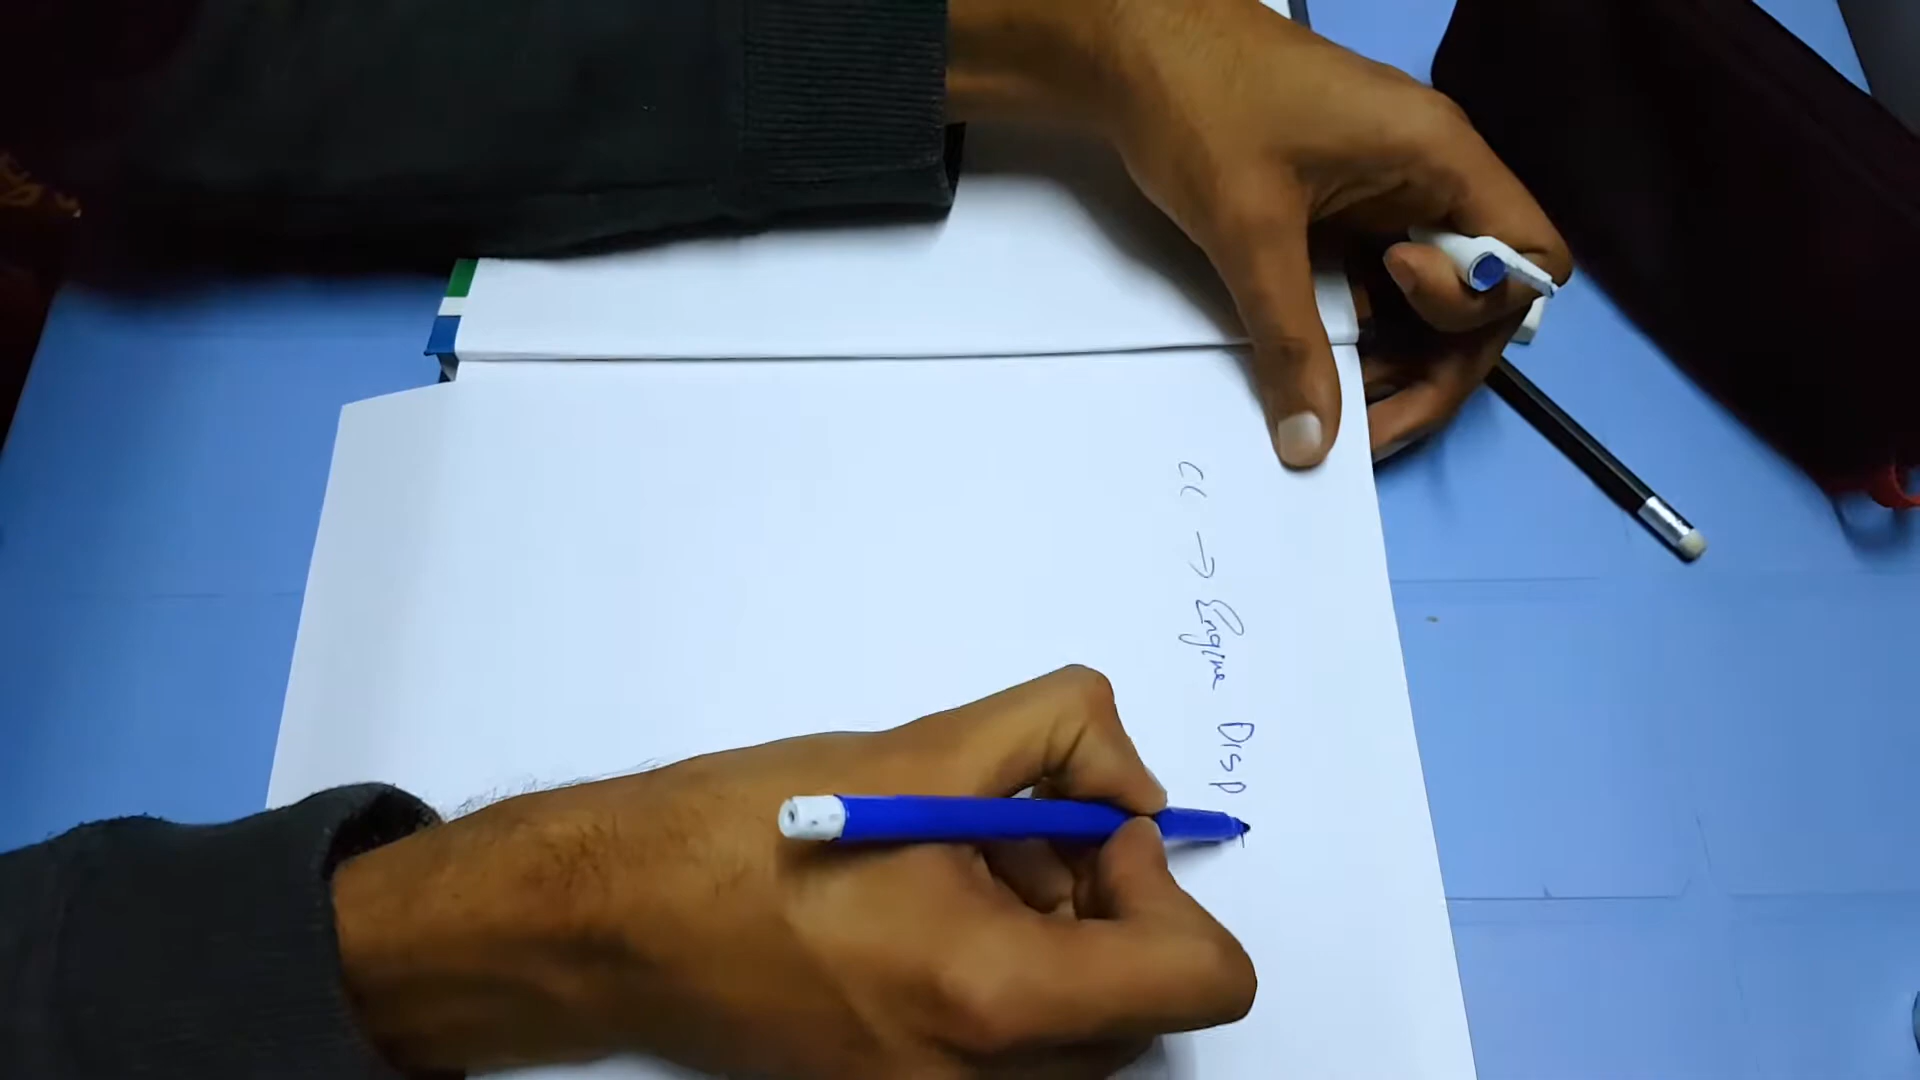 CC → Engine Disp